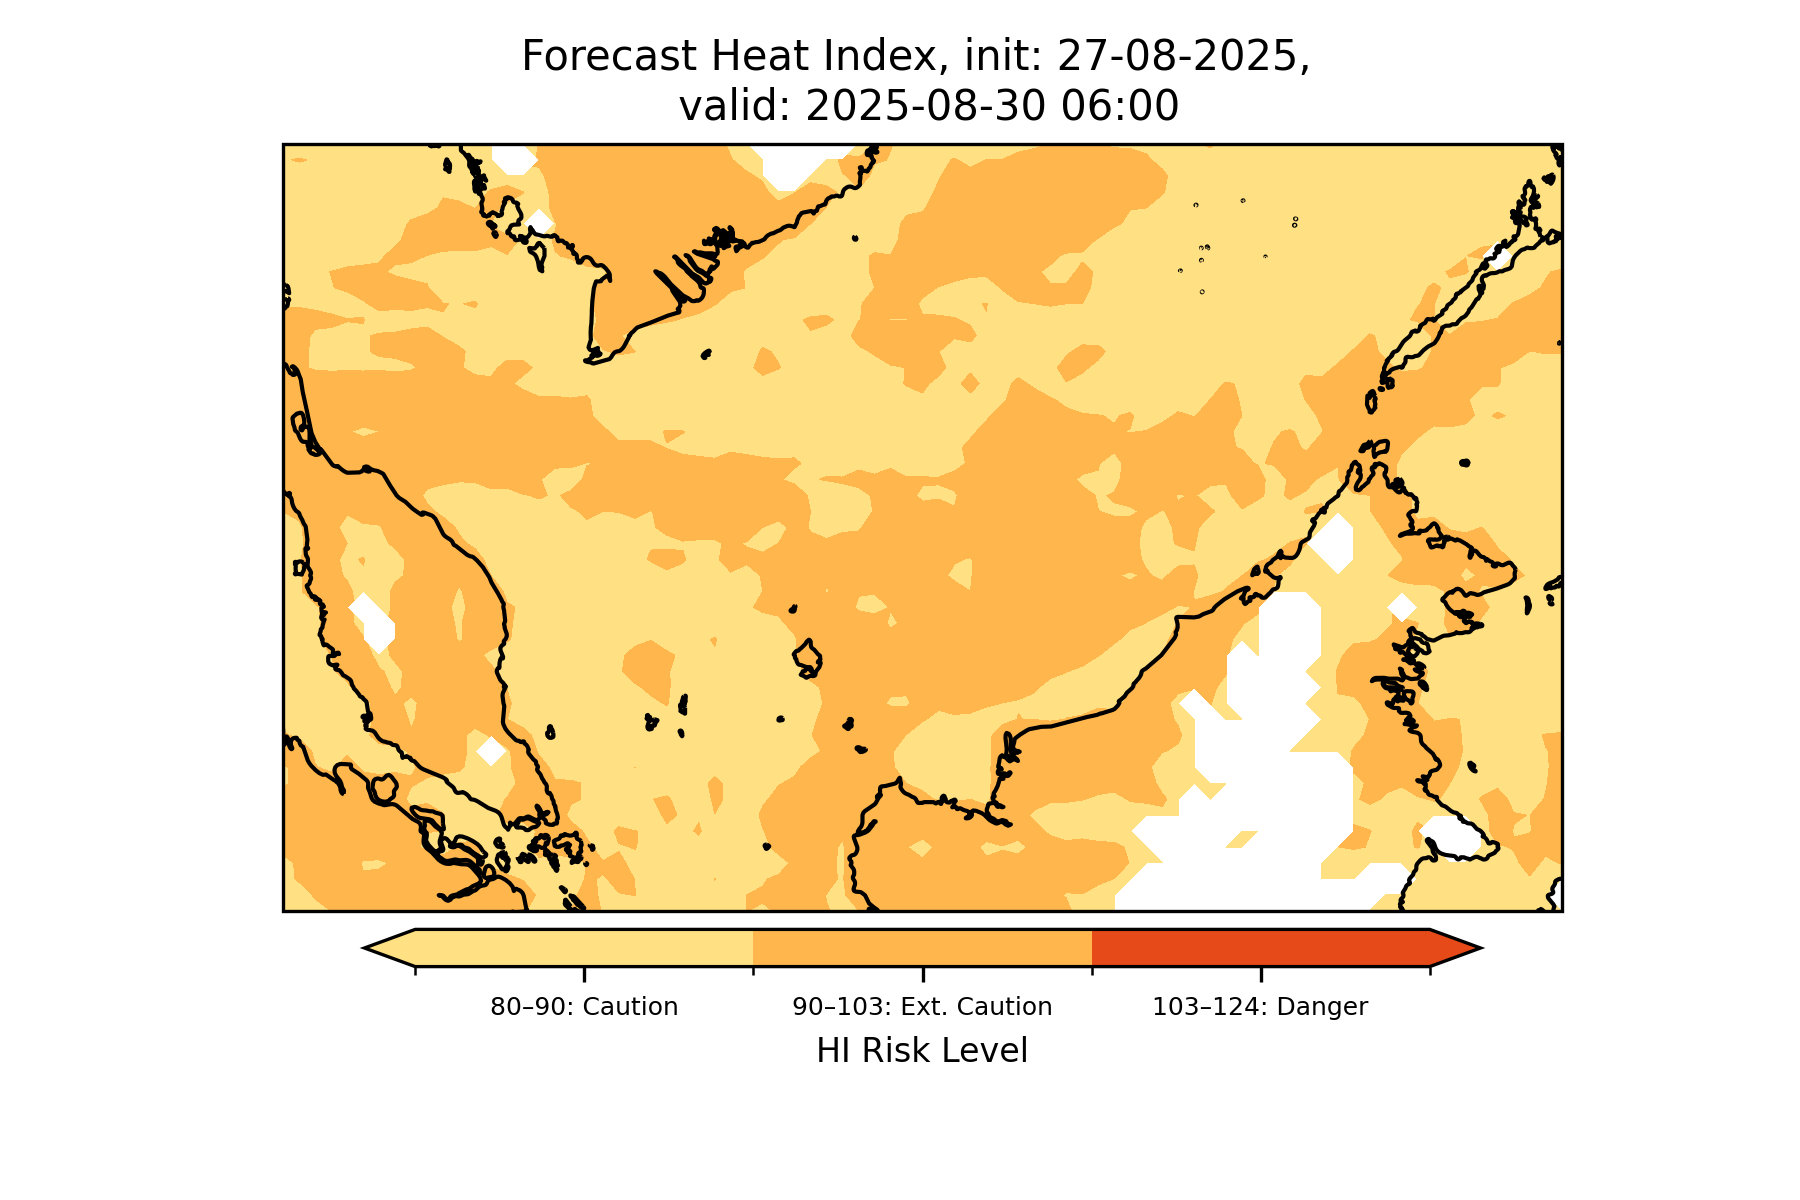 Forecast Heat Index, init: 27-08-2025,
valid: 2025-08-30 06:00
80–90: Caution
90–103: Ext. Caution
103–124: Danger
HI Risk Level